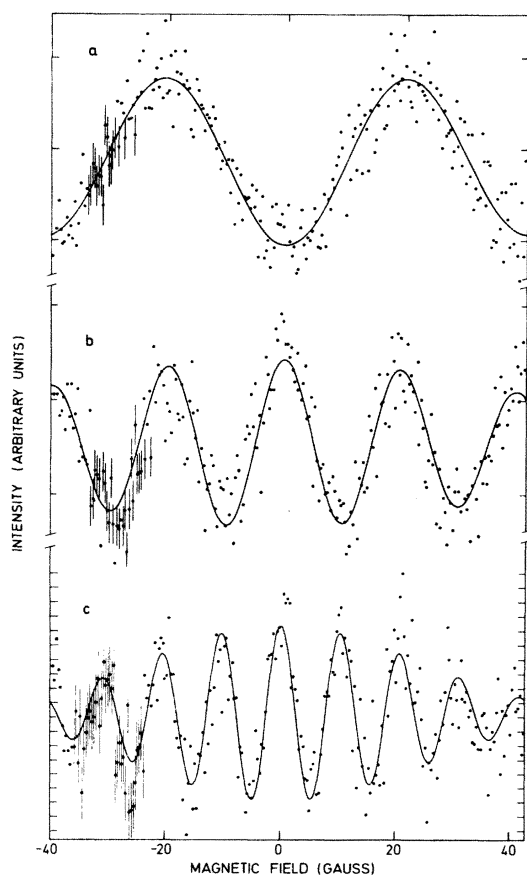 a
b
c
INTENSITY (ARBITRARY UNITS)
-40 -20 0 20 40
MAGNETIC FIELD (GAUSS)